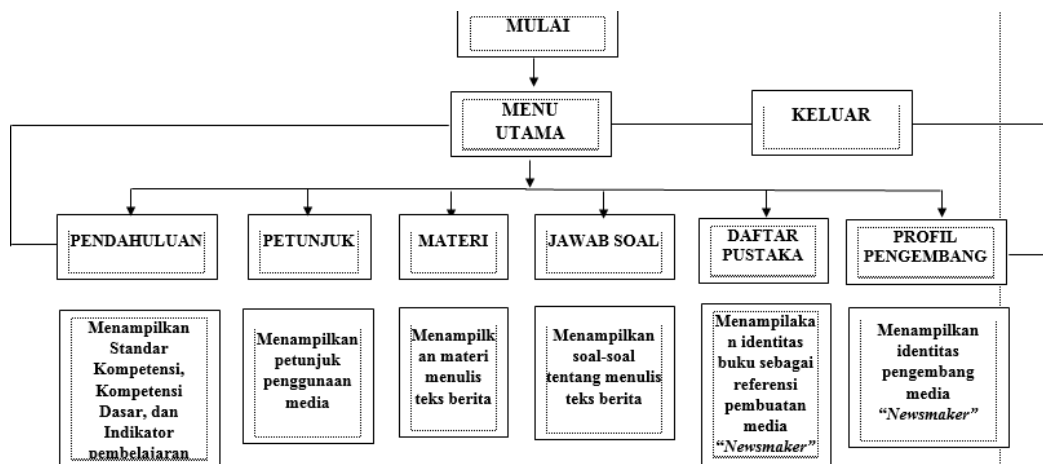 MULAI
MENU
UTAMA
KELUAR
PENDAHULUAN
PETUNJUK
MATERI
JAWAB SOAL
DAFTAR
PUSTAKA
PROFIL
PENGEMBANG
Menampilkan
Standar
Kompetensi,
Kompetensi
Dasar, dan
Indikator
pembelajaran
Menampilkan
petunjuk
penggunaan
media
Menampilk
an materi
menulis
teks berita
Menampilkan
soal-soal
tentang menulis
teks berita
Menampilaka
n identitas
buku sebagai
referensi
pembuatan
media
“Newsmaker”
Menampilkan
identitas
pengembang
media
“Newsmaker”